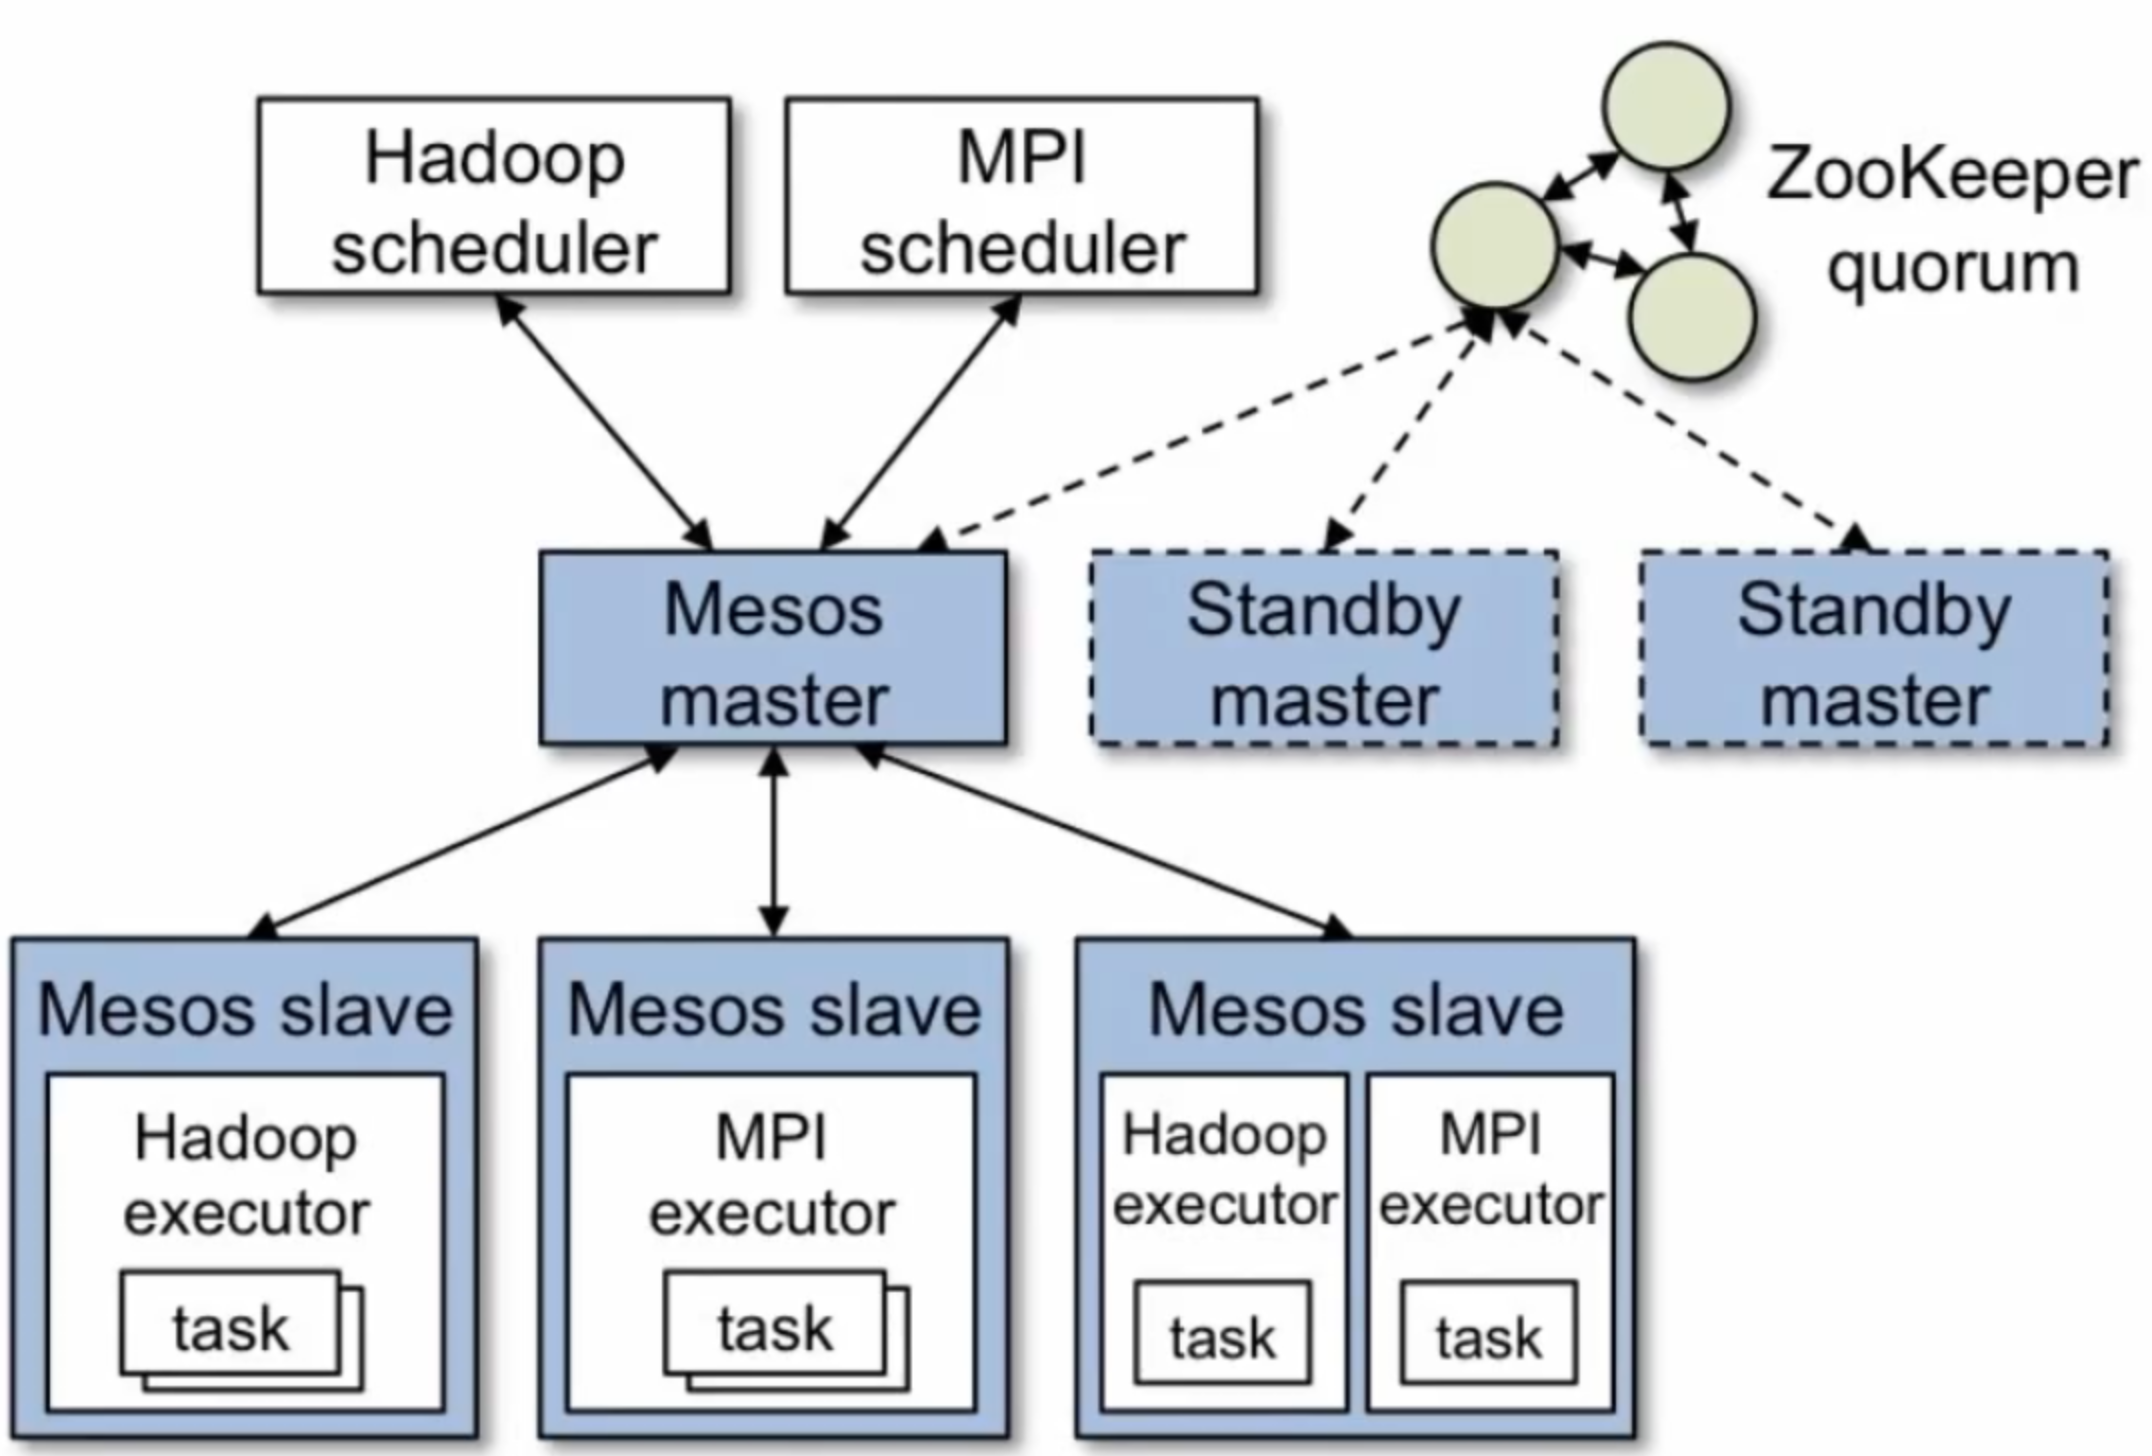 Hadoop
scheduler
MPI
scheduler
ZooKeeper
quorum
Mesos
master
Standby
master
Standby
master
Mesos slave
Hadoop
executor
task
Mesos slave
MPI
executor
task
Mesos slave
Hadoop
executor
task
MPI
executor
task